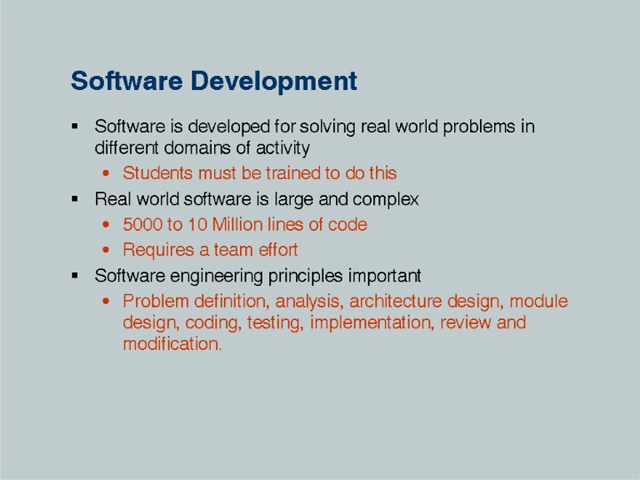 Software Development
▪ Software is developed for solving real world problems in
different domains of activity
• Students must be trained to do this
▪ Real world software is large and complex
• 5000 to 10 Million lines of code
• Requires a team effort
▪ Software engineering principles important
• Problem definition, analysis, architecture design, module
design, coding, testing, implementation, review and
modification.